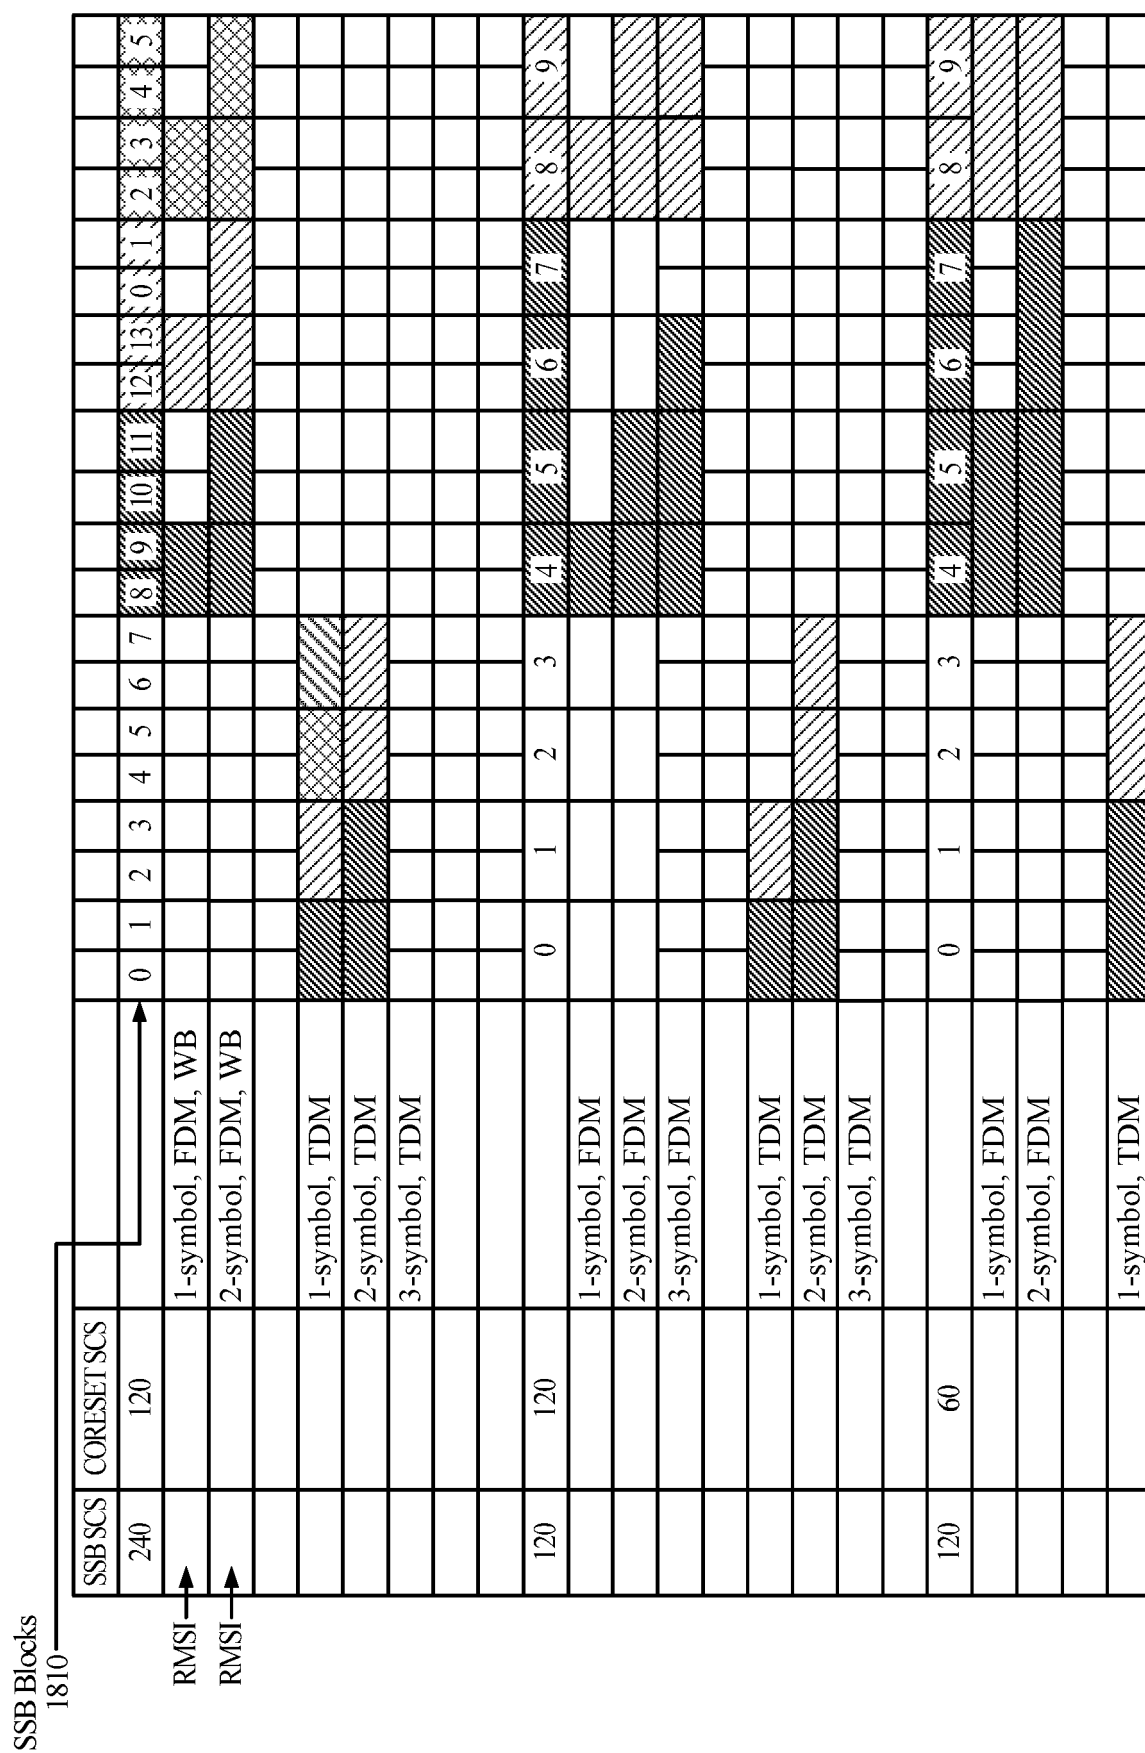 SSB Blocks
1810
SSB SCS CORESET SCS
240 120 0 1 2 3 4 5 6 7 8 9 10 11 12 13 0 1 2 3 4 5
RMSI 1-symbol, FDM, WB
RMSI 2-symbol, FDM, WB
1-symbol, TDM
2-symbol, TDM
3-symbol, TDM
120 120 0 1 2 3 4 5 6 7 8 9
1-symbol, FDM
2-symbol, FDM
3-symbol, FDM
1-symbol, TDM
2-symbol, TDM
3-symbol, TDM
120 60 0 1 2 3 4 5 6 7 8 9
1-symbol, FDM
2-symbol, FDM
1-symbol, TDM